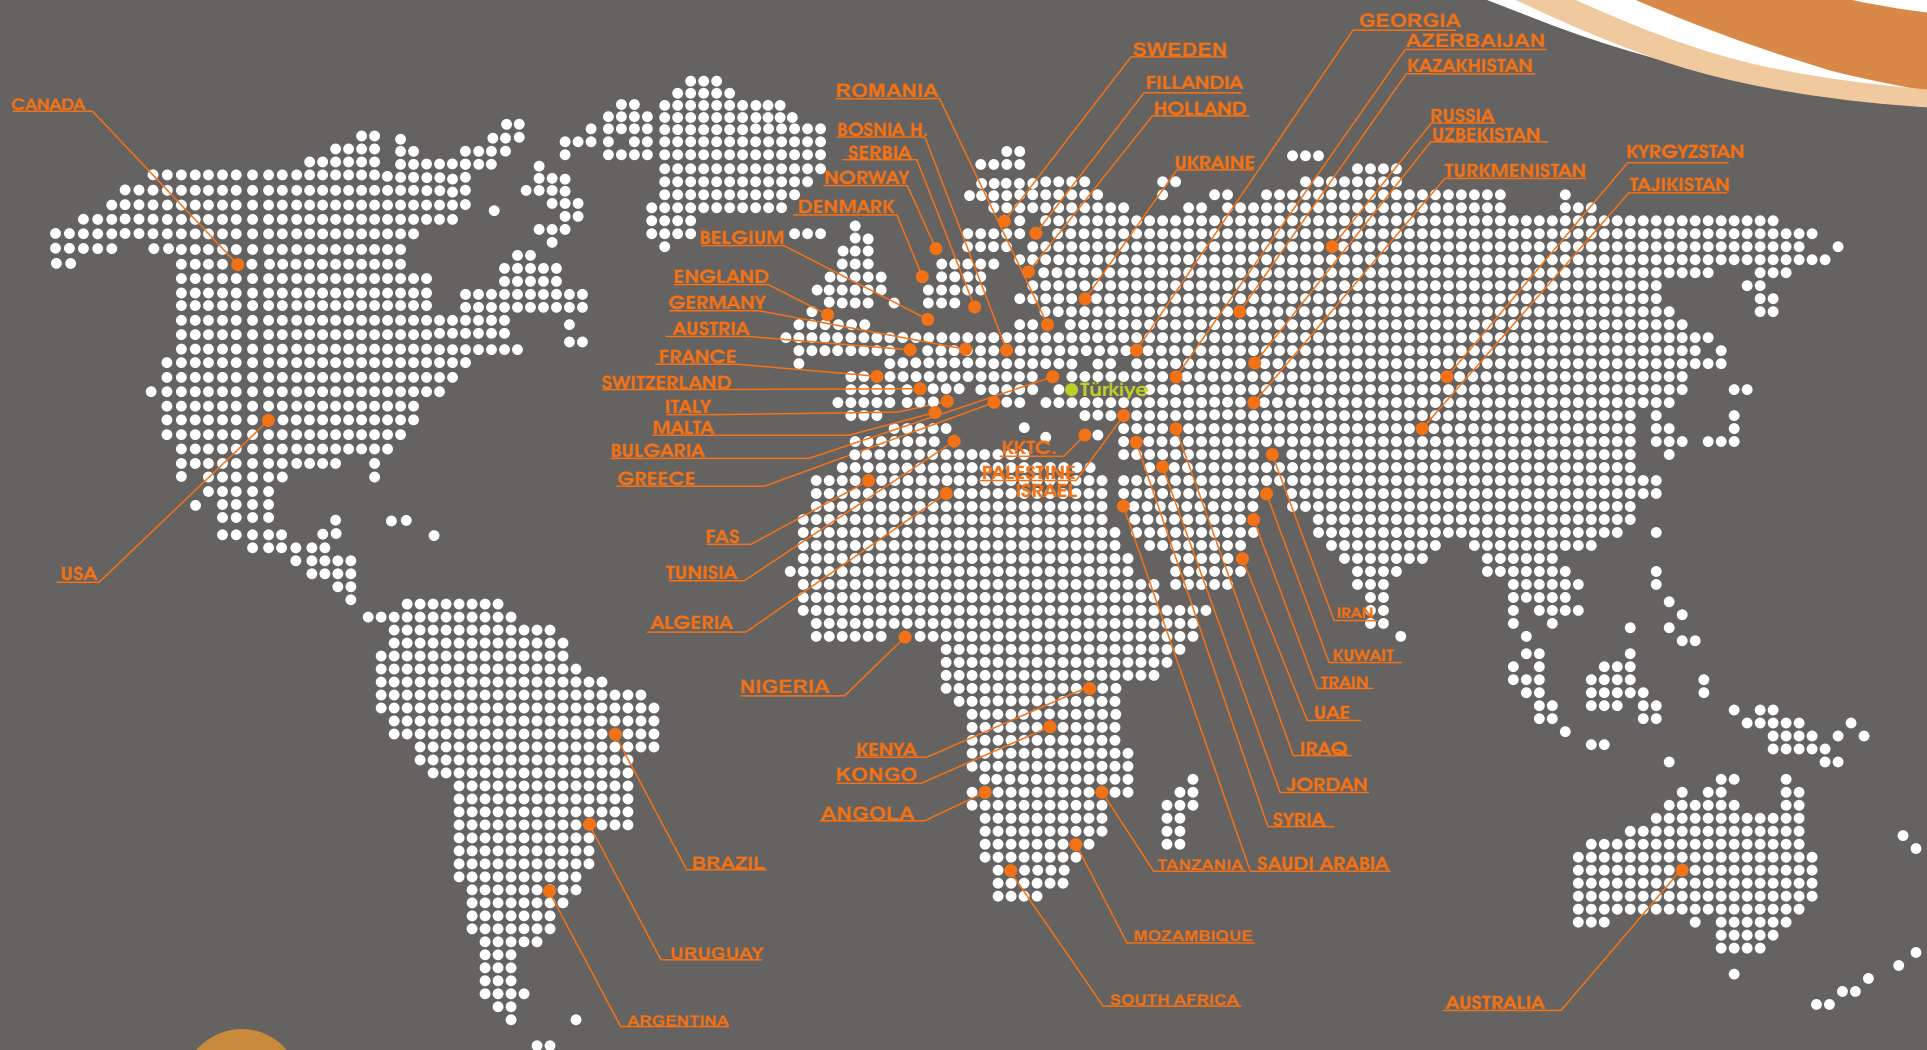 GEORGIA
AZERBAIJAN
KAZAKHISTAN
SWEDEN
FILLANDIA
HOLLAND
ROMANIA
CANADA
BOSNIA H.
SERBIA
NORWAY
DENMARK
BELGIUM
RUSSIA
UZBEKISTAN
UKRAINE
TURKMENISTAN
KYRGYZSTAN
TAJIKISTAN
ENGLAND
GERMANY
AUSTRIA
FRANCE
SWITZERLAND
ITALY
MALTA
BULGARIA
GREECE
Türkiye
KKTC.
PALESTINE
ISRAEL
FAS
TUNISIA
ALGERIA
NIGERIA
USA
IRAN
KUWAIT
TRAIN
UAE
IRAQ
JORDAN
SYRIA
SAUDI ARABIA
KENYA
KONGO
ANGOLA
TANZANIA
MOZAMBIQUE
SOUTH AFRICA
BRAZIL
URUGUAY
ARGENTINA
AUSTRALIA